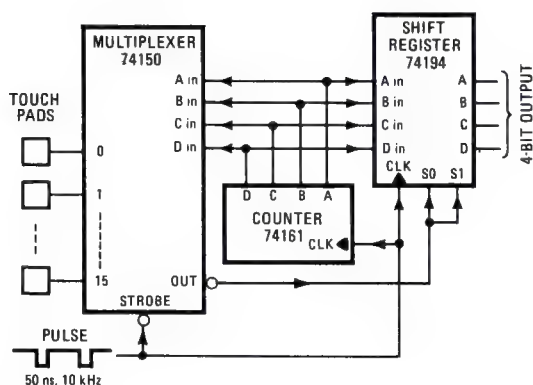 MULTIPLEXER
74150
A in
B in
C in
D in
0
1
15
OUT
STROBE
TOUCH
PADS
SHIFT
REGISTER
74194
A in
B in
C in
D in
CLK
S0
S1
A
B
C
D
4-BIT OUTPUT
D
C
B
A
COUNTER
74161
CLK
PULSE
50 ns, 10 kHz